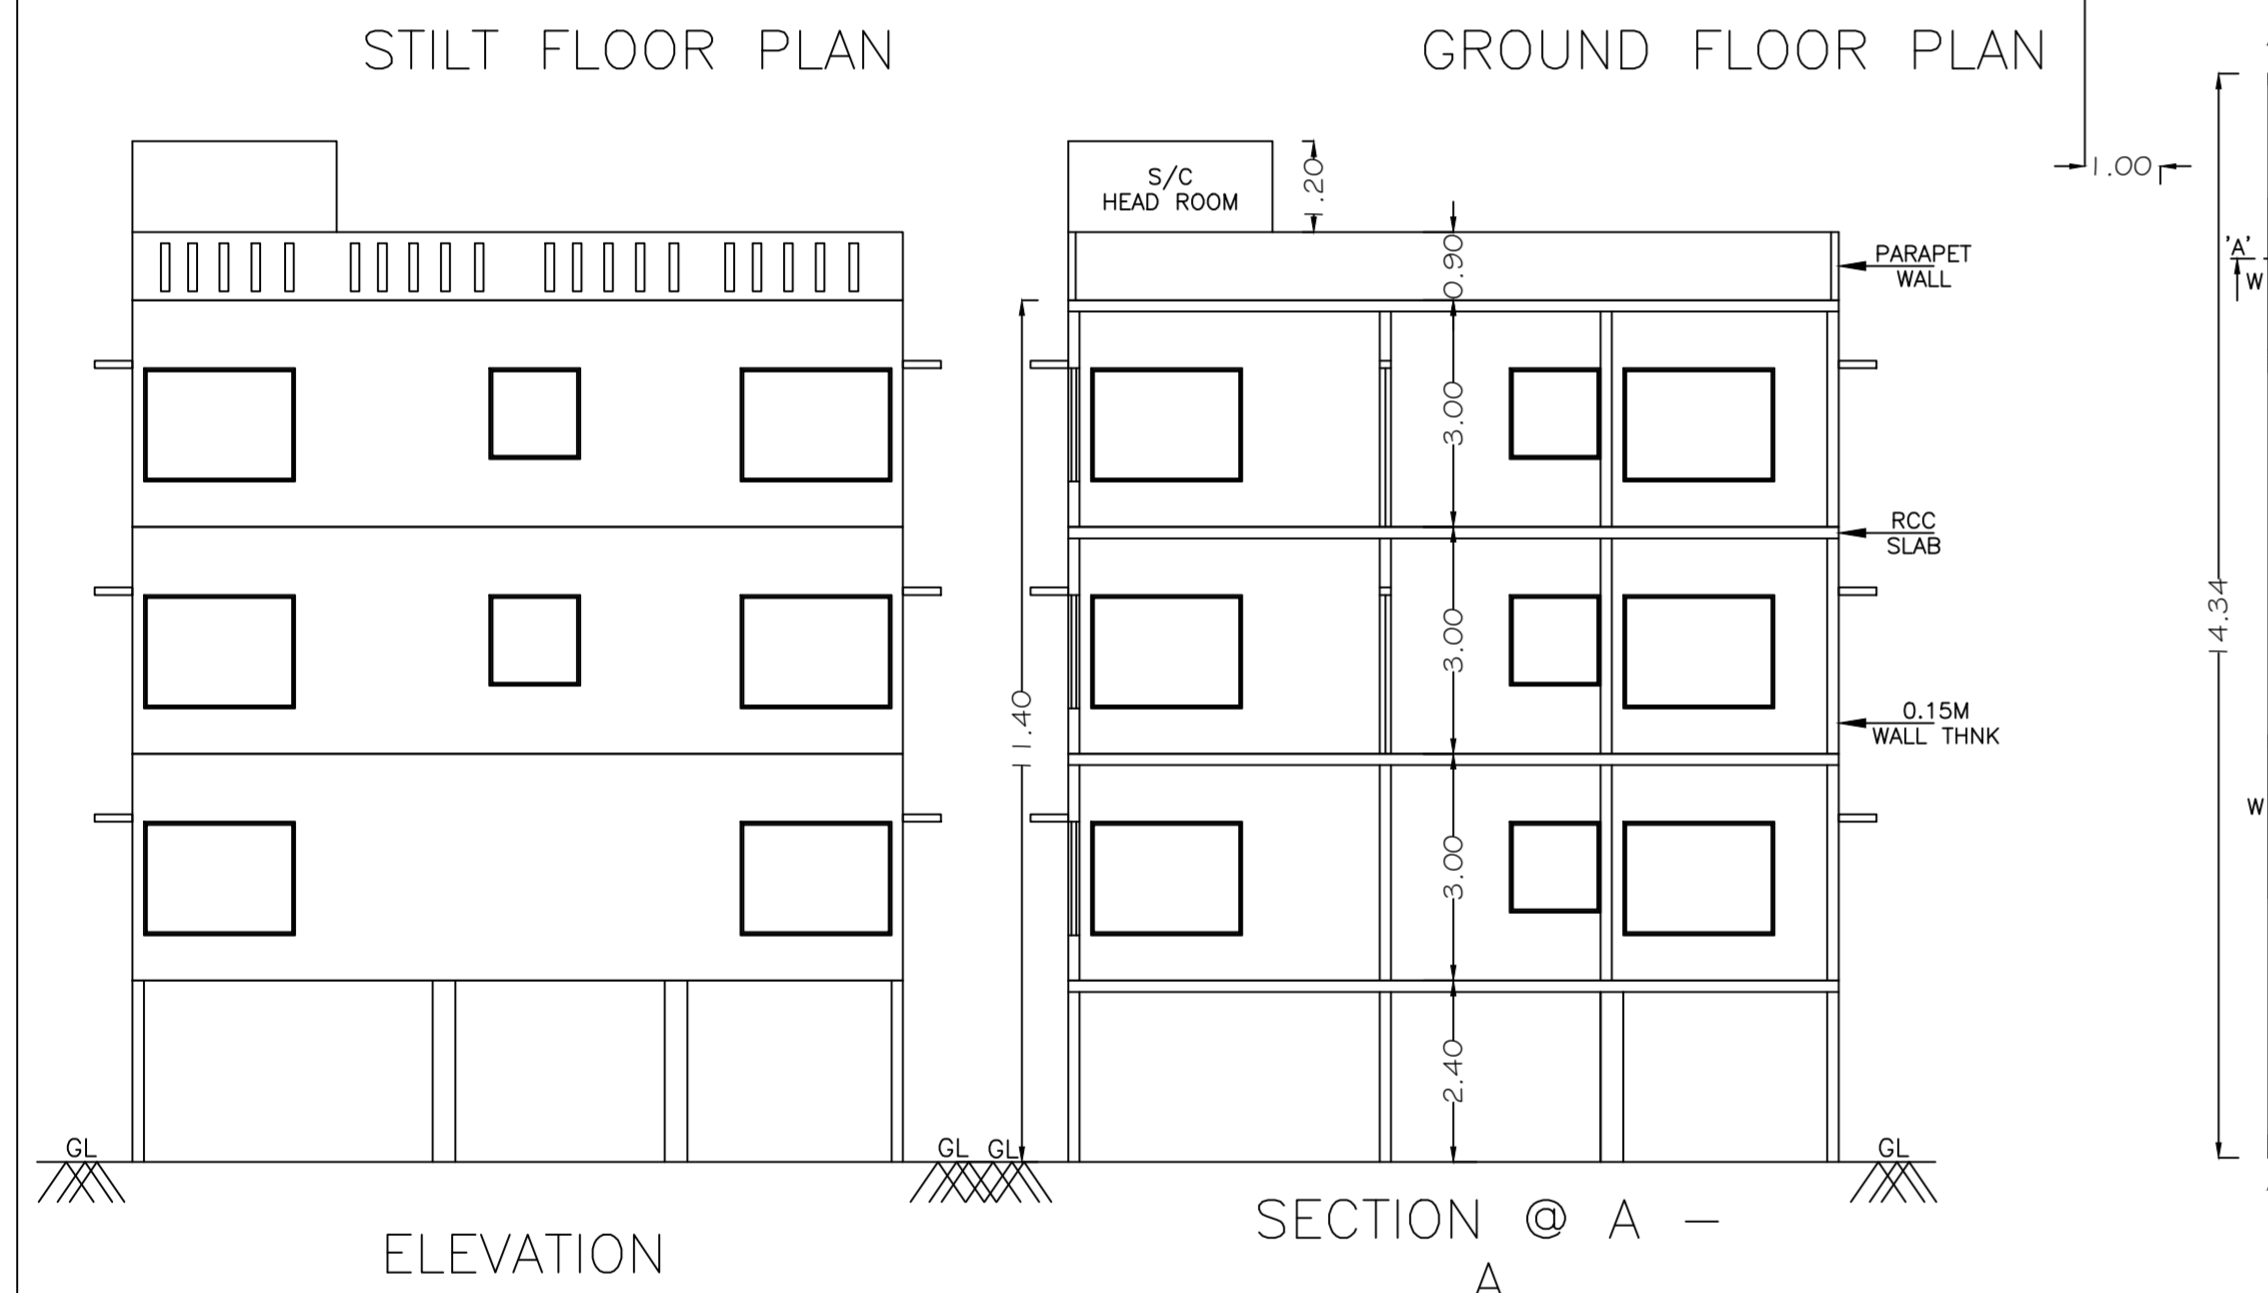 STILT FLOOR PLAN
GROUND FLOOR PLAN
S/C
HEAD ROOM
1.20
1.00
0.90
PARAPET
WALL
'A'
W
3.00
RCC
SLAB
14.34
3.00
11.40
0.15M
WALL THNK
W
3.00
2.40
GL
GL
GL
GL
ELEVATION
SECTION @ A –
A